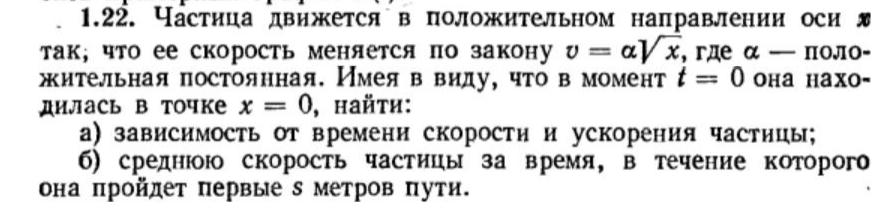 1.22. Частица движется в положительном направлении оси x
так, что ее скорость меняется по закону v = α√x, где α — поло-
жительная постоянная. Имея в виду, что в момент t = 0 она нахо-
дилась в точке x = 0, найти:
а) зависимость от времени скорости и ускорения частицы;
б) среднюю скорость частицы за время, в течение которого
она пройдет первые s метров пути.